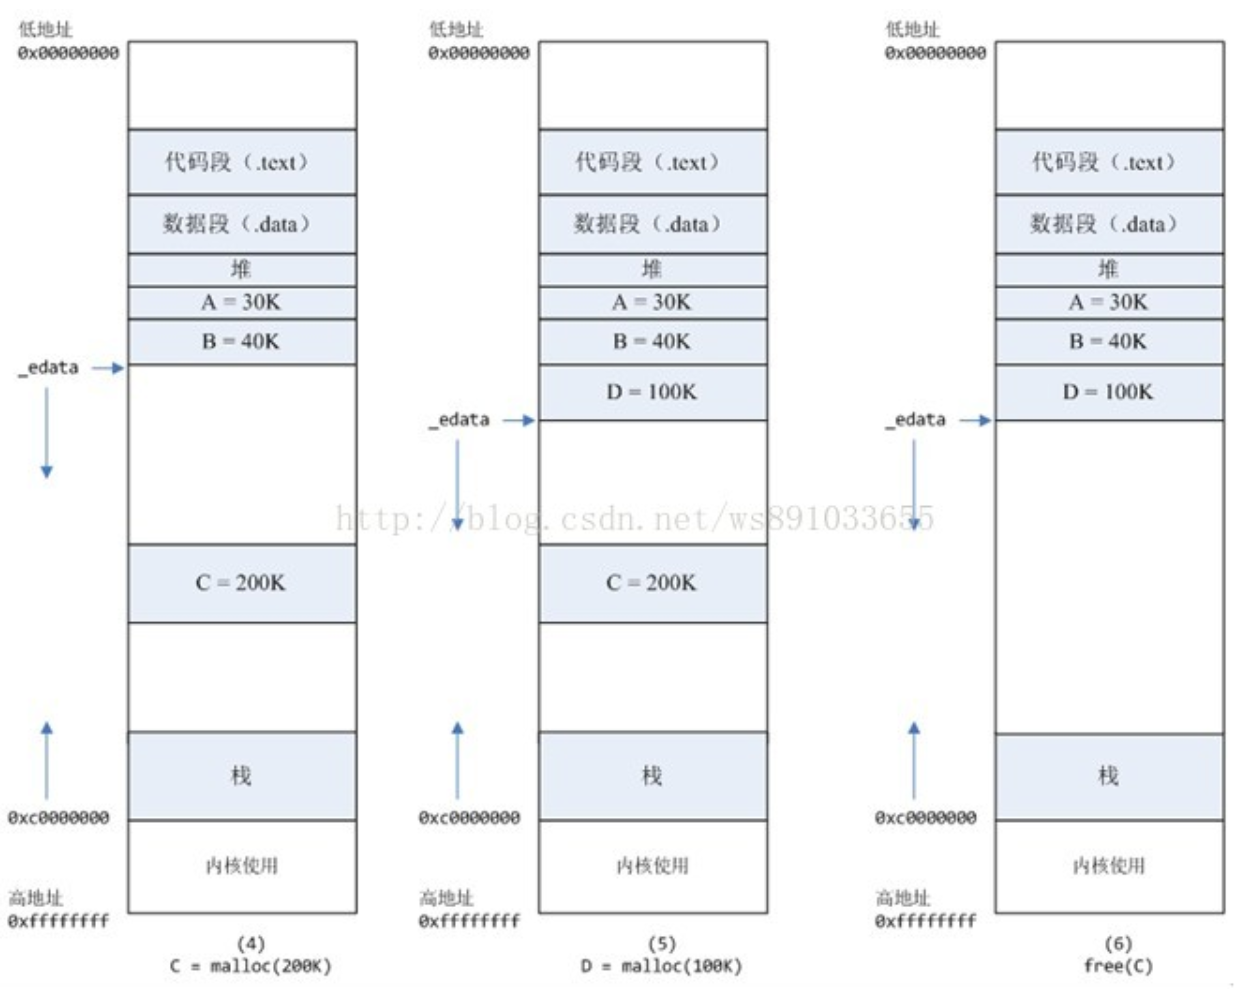 低地址
0x00000000
代码段（.text）
数据段（.data）
堆
A = 30K
B = 40K
_edata
C = 200K
栈
0xc0000000
内核使用
高地址
0xffffffff
(4)
C = malloc(200K)
低地址
0x00000000
代码段（.text）
数据段（.data）
堆
A = 30K
B = 40K
D = 100K
_edata
C = 200K
栈
0xc0000000
内核使用
高地址
0xffffffff
(5)
D = malloc(100K)
低地址
0x00000000
代码段（.text）
数据段（.data）
堆
A = 30K
B = 40K
D = 100K
_edata
栈
0xc0000000
内核使用
高地址
0xffffffff
(6)
free(C)
http://blog.csdn.net/ws891033655